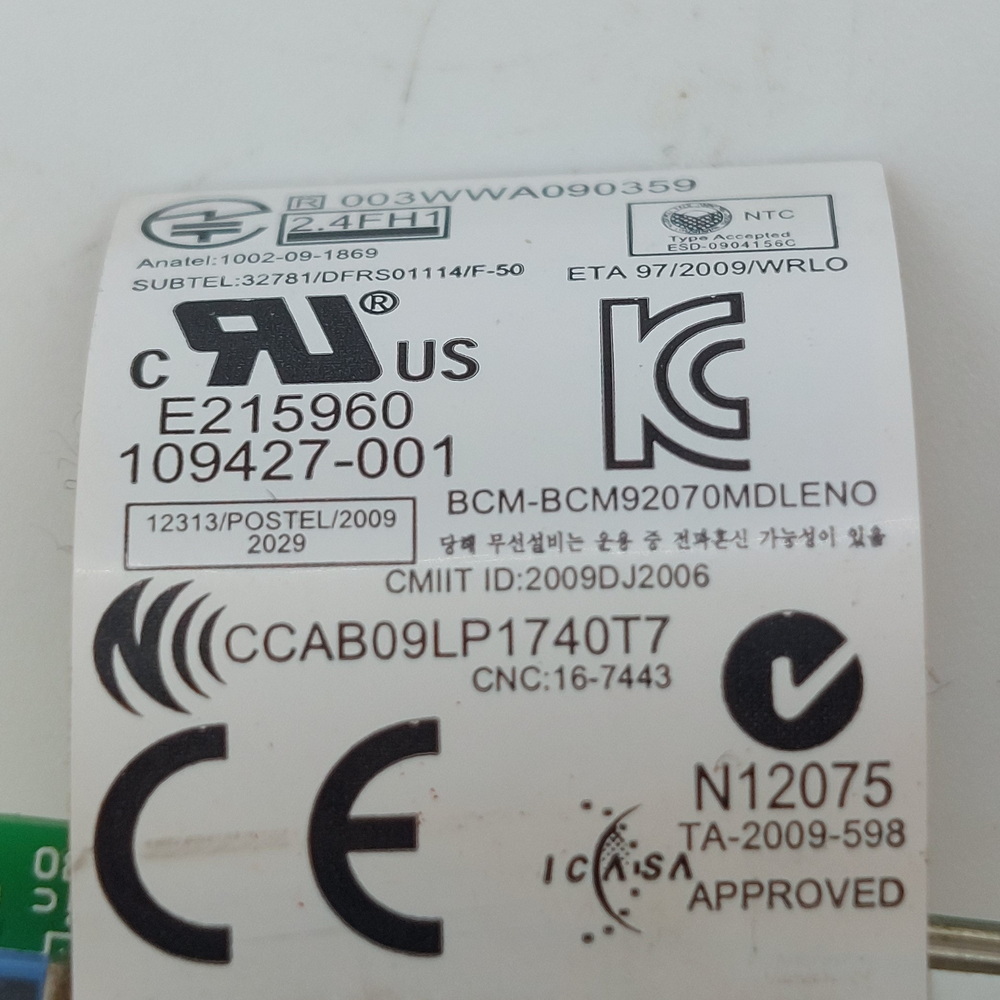 R 003WWA090359
2.4FH1
NTC
Type Accepted
ESD-0904156C
Anatel:1002-09-1869
SUBTEL:32781/DFRS01114/F-50
ETA 97/2009/WRLO
C RU® US
KC
E215960
109427-001
BCM-BCM92070MDLENO
12313/POSTEL/2009
2029
당해 무선설비는 운용 중 전파혼신 가능성이 있음
CMIIT ID:2009DJ2006
CCAB09LP1740T7
CNC:16-7443
CE
N12075
TA-2009-598
ICASA
APPROVED